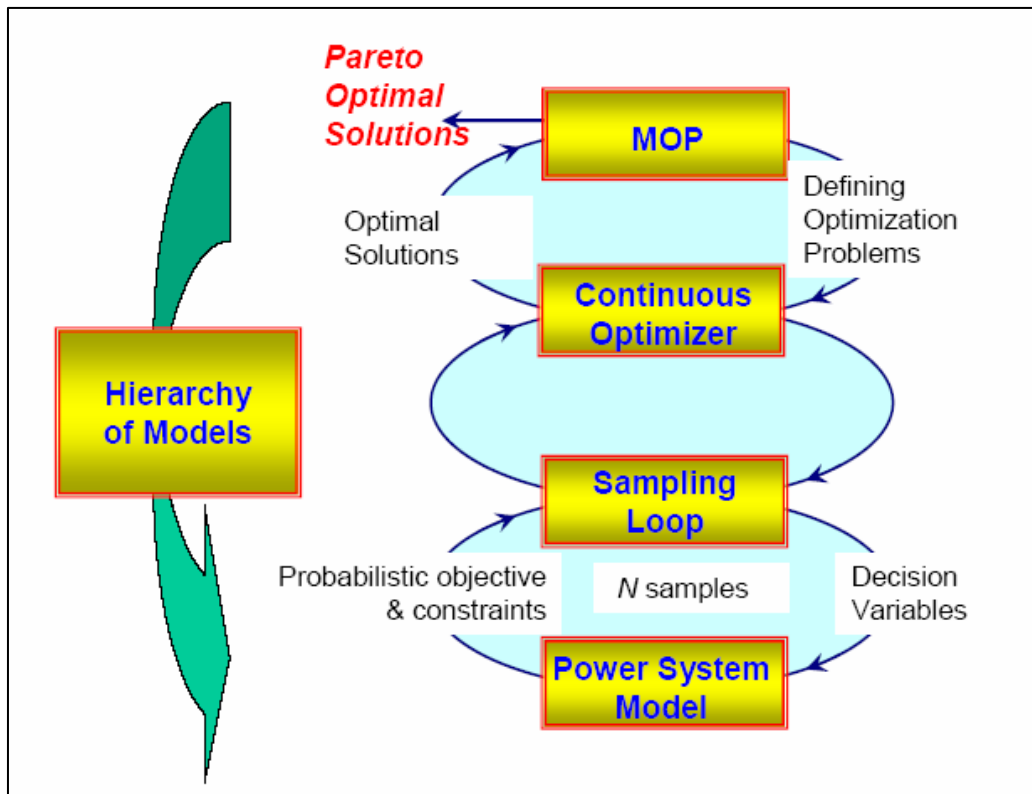 Pareto
Optimal
Solutions
MOP
Defining
Optimization
Problems
Optimal
Solutions
Continuous
Optimizer
Hierarchy
of Models
Sampling
Loop
Probabilistic objective
& constraints
N samples
Decision
Variables
Power System
Model